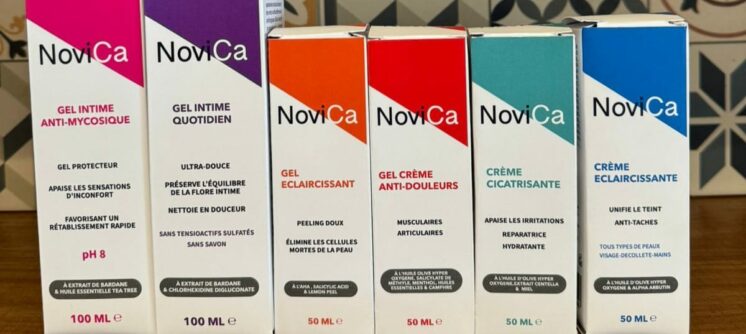 NoviCa
GEL INTIME
ANTI-MYCOSIQUE
GEL PROTECTEUR
APAISE LES SENSATIONS
D'INCONFORT
FAVORISANT UN
RÉTABLISSEMENT RAPIDE
pH 8
À EXTRAIT DE BARDANE
& HUILE ESSENTIELLE TEA TREE
100 ML ℮
NoviCa
GEL INTIME
QUOTIDIEN
ULTRA-DOUCE
PRÉSERVE L'ÉQUILIBRE
DE LA FLORE INTIME
NETTOIE EN DOUCEUR
SANS TENSIOACTIFS SULFATÉS
SANS SAVON
À EXTRAIT DE BARDANE
& CHLORHEXIDINE DIGLUCONATE
100 ML ℮
NoviCa
GEL
ECLAIRCISSANT
PEELING DOUX
ÉLIMINE LES CELLULES
MORTES DE LA PEAU
À L'AHA, SALICYLIC ACID
& LEMON PEEL
50 ML ℮
NoviCa
GEL CRÈME
ANTI-DOULEURS
MUSCULAIRES
ARTICULAIRES
À L'HUILE OLIVE HYPER
OXYGENE, SALICYLATE DE
MÉTHYLE, MENTHOL, HUILES
ESSENTIELLES & CAMPHRE
50 ML ℮
NoviCa
CRÈME
CICATRISANTE
APAISE LES IRRITATIONS
REPARATRICE
HYDRATANTE
À L'HUILE D'OLIVE HYPER
OXYGENE,EXTRAIT CENTELLA
& MIEL
50 ML ℮
NoviCa
CRÈME
ECLAIRCISSANTE
UNIFIE LE TEINT
ANTI-TACHES
TOUS TYPES DE PEAUX
VISAGE-DECOLLETE-MAINS
À L'HUILE D'OLIVE HYPER
OXYGENE & ALPHA ARBUTIN
50 ML ℮